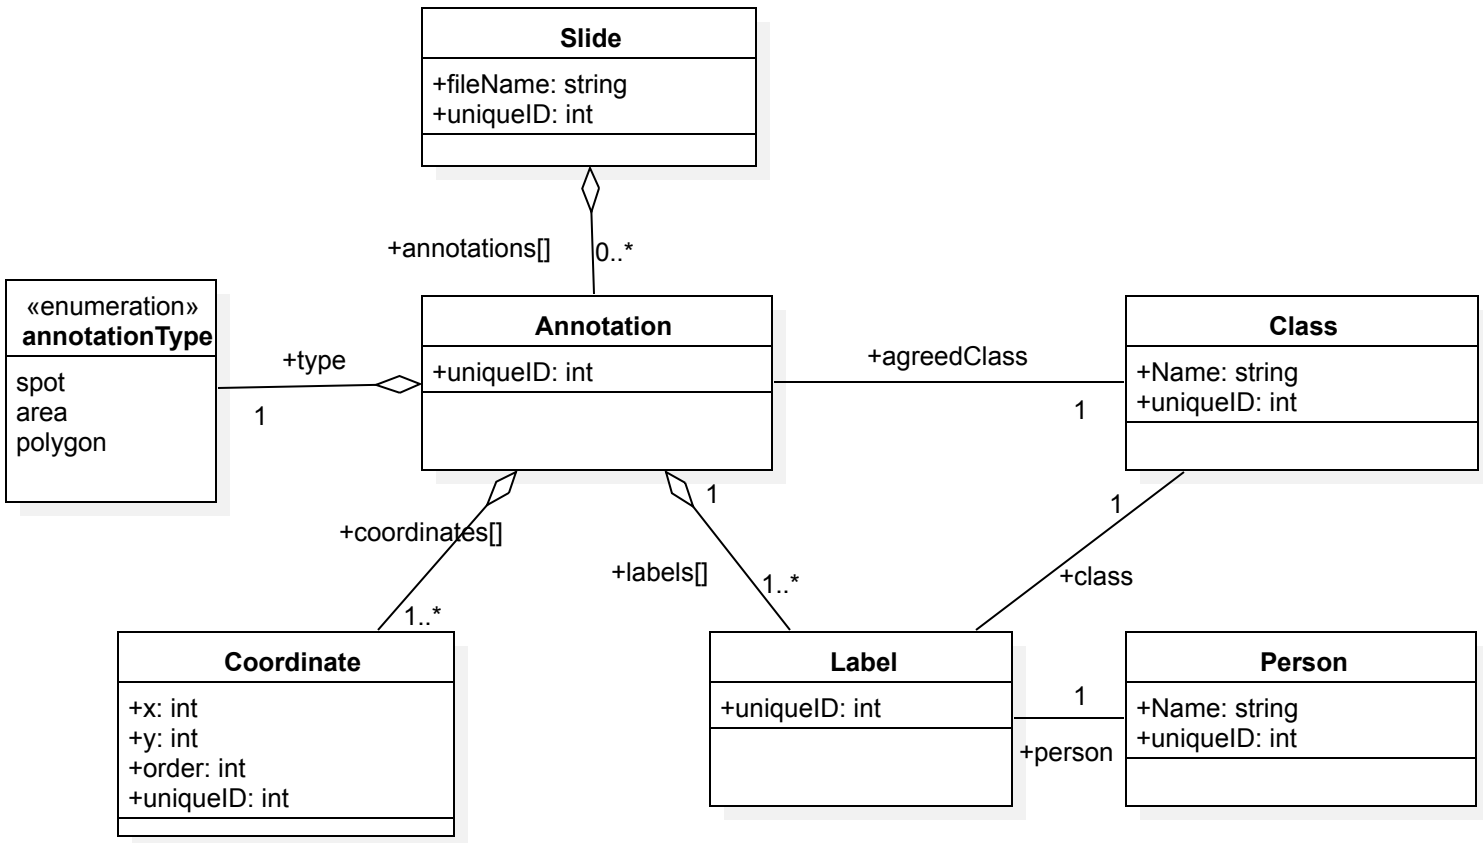 Slide
+fileName: string
+uniqueID: int
+annotations[]
0..*
«enumeration»
annotationType
spot
area
polygon
+type
1
Annotation
+uniqueID: int
+agreedClass
1
Class
+Name: string
+uniqueID: int
+coordinates[]
1..*
1
+labels[]
1..*
1
+class
Coordinate
+x: int
+y: int
+order: int
+uniqueID: int
Label
+uniqueID: int
1
+person
Person
+Name: string
+uniqueID: int